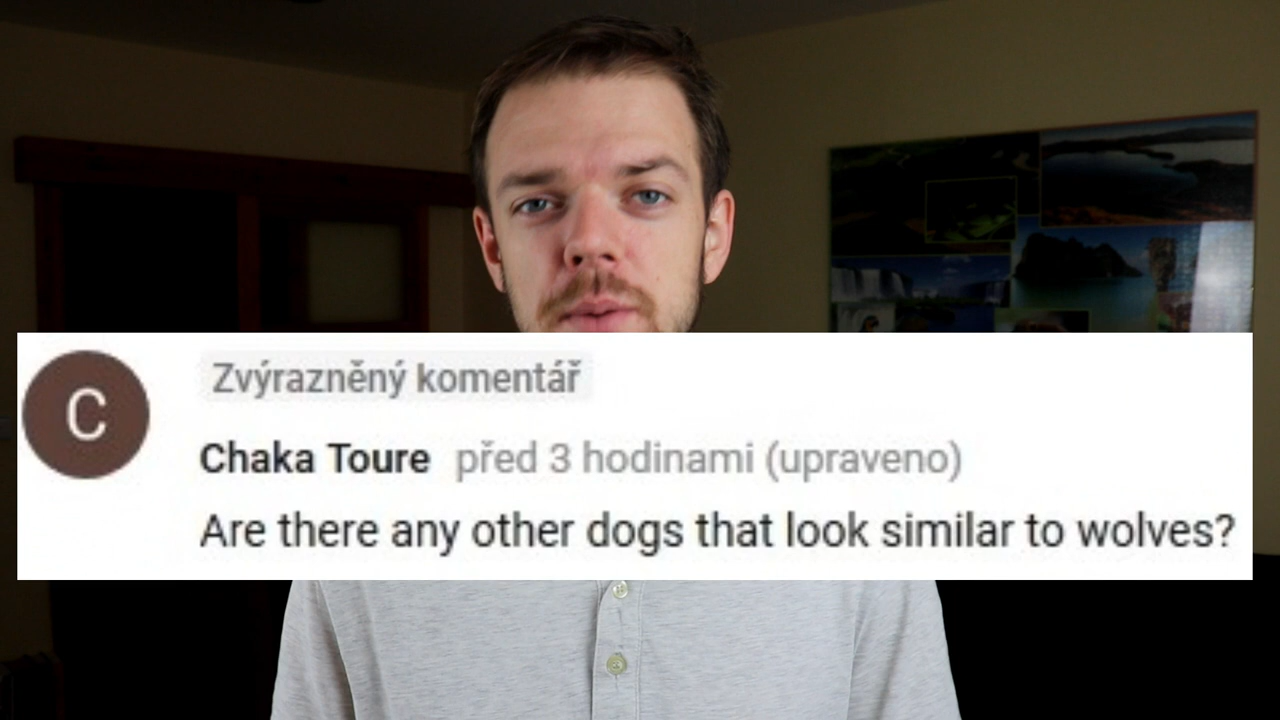 C
Zvýrazněný komentář
Chaka Toure před 3 hodinami (upraveno)
Are there any other dogs that look similar to wolves?